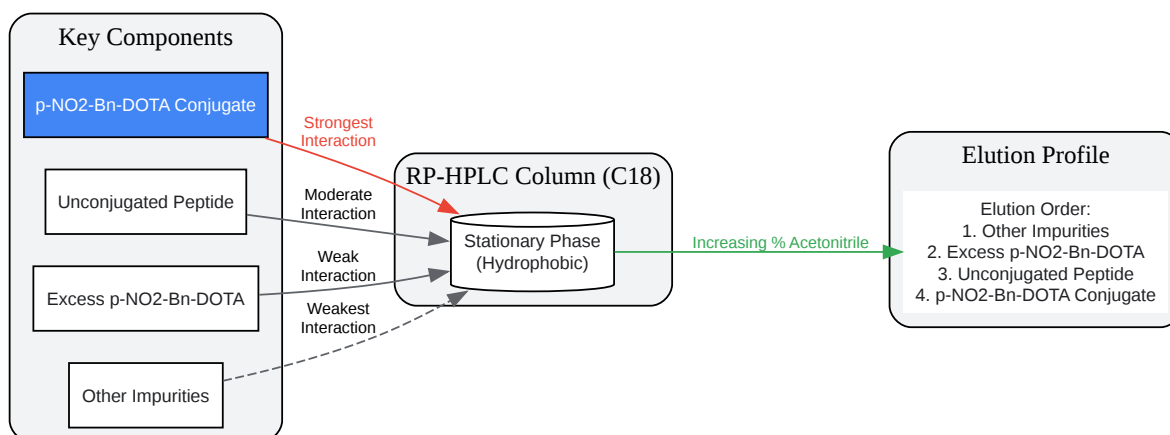 Key Components
p-NO2-Bn-DOTA Conjugate
Unconjugated Peptide
Excess p-NO2-Bn-DOTA
Other Impurities
Strongest
Interaction
Moderate
Interaction
Weak
Interaction
Weakest
Interaction
RP-HPLC Column (C18)
Stationary Phase
(Hydrophobic)
Increasing % Acetonitrile
Elution Profile
Elution Order:
1. Other Impurities
2. Excess p-NO2-Bn-DOTA
3. Unconjugated Peptide
4. p-NO2-Bn-DOTA Conjugate